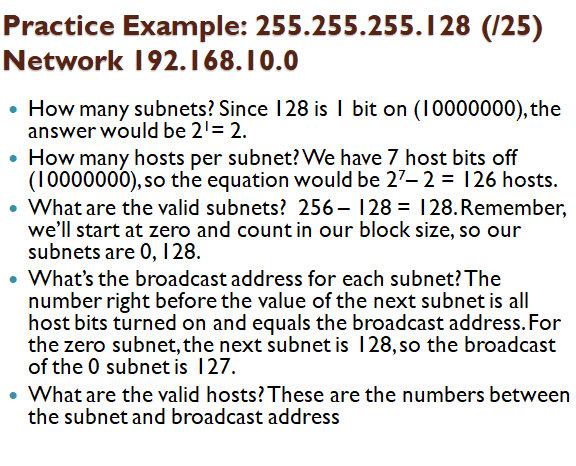 Practice Example: 255.255.255.128 (/25)
Network 192.168.10.0
• How many subnets? Since 128 is 1 bit on (10000000), the
answer would be 2¹= 2.
• How many hosts per subnet? We have 7 host bits off
(10000000), so the equation would be 2⁷– 2 = 126 hosts.
• What are the valid subnets? 256 – 128 = 128. Remember,
we’ll start at zero and count in our block size, so our
subnets are 0, 128.
• What’s the broadcast address for each subnet? The
number right before the value of the next subnet is all
host bits turned on and equals the broadcast address. For
the zero subnet, the next subnet is 128, so the broadcast
of the 0 subnet is 127.
• What are the valid hosts? These are the numbers between
the subnet and broadcast address